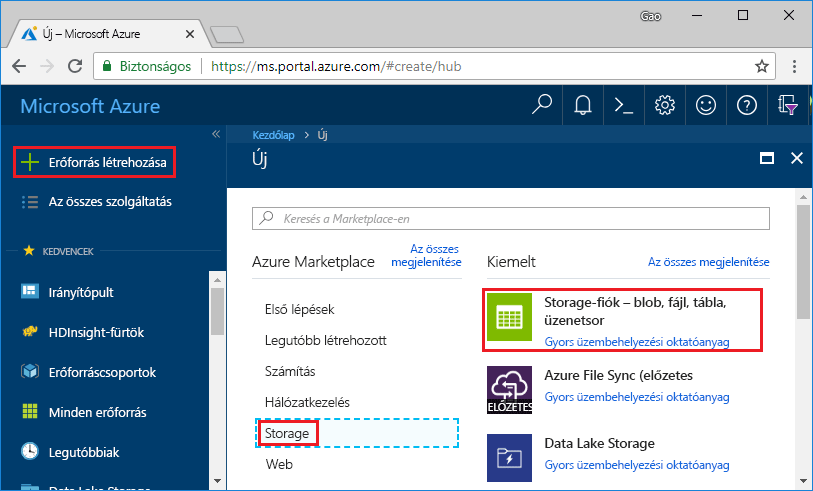 Gao
Új – Microsoft Azure
Biztonságos
https://ms.portal.azure.com/#create/hub
Microsoft Azure
Erőforrás létrehozása
Az összes szolgáltatás
KEDVENCEK
Irányítópult
HDInsight-fürtök
Erőforráscsoportok
Minden erőforrás
Legutóbbiak
Data Lake Storage
Kezdőlap > Új
Új
Keresés a Marketplace-en
Azure Marketplace
Az összes
megjelenítése
Első lépések
Legutóbb létrehozott
Számítás
Hálózatkezelés
Storage
Web
Kiemelt
Az összes megjelenítése
Storage-fiók – blob, fájl, tábla,
üzenetsor
Gyors üzembehelyezési oktatóanyag
Azure File Sync (előzetes
Gyors üzembehelyezési oktatóanyag
ELŐZETES
Data Lake Storage
Gyors üzembehelyezési oktatóanyag